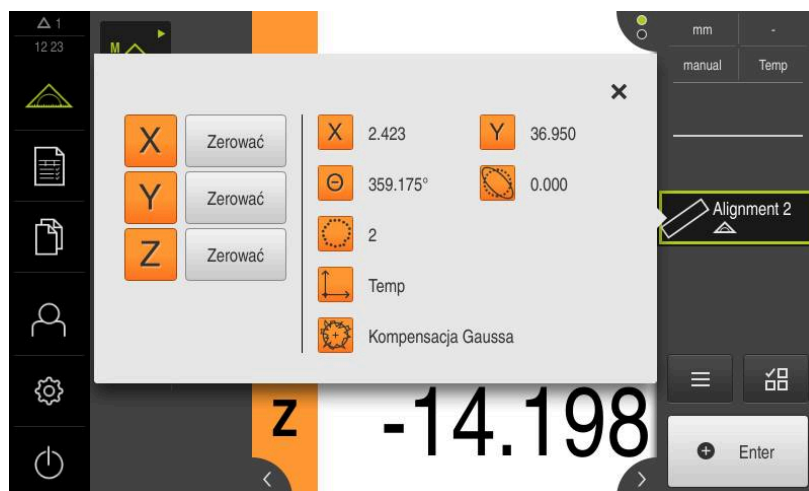 1
12 23
M
mm -
manual Temp
X Zerować
Y Zerować
Z Zerować
X 2.423 Y 36.950
Θ 359.175° 0.000
2
Temp
Kompensacja Gaussa
Alignment 2
Z -14.198
Enter